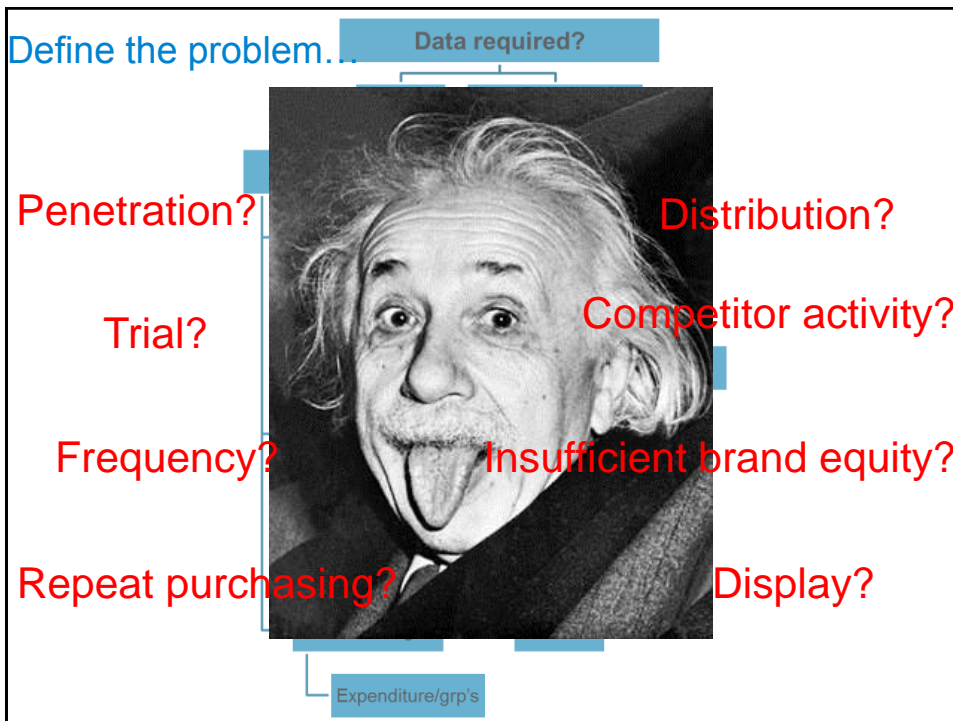 Define the problem…
Data required?
Penetration?
Distribution?
Trial?
Competitor activity?
Frequency?
Insufficient brand equity?
Repeat purchasing?
Display?
Expenditure/grp's